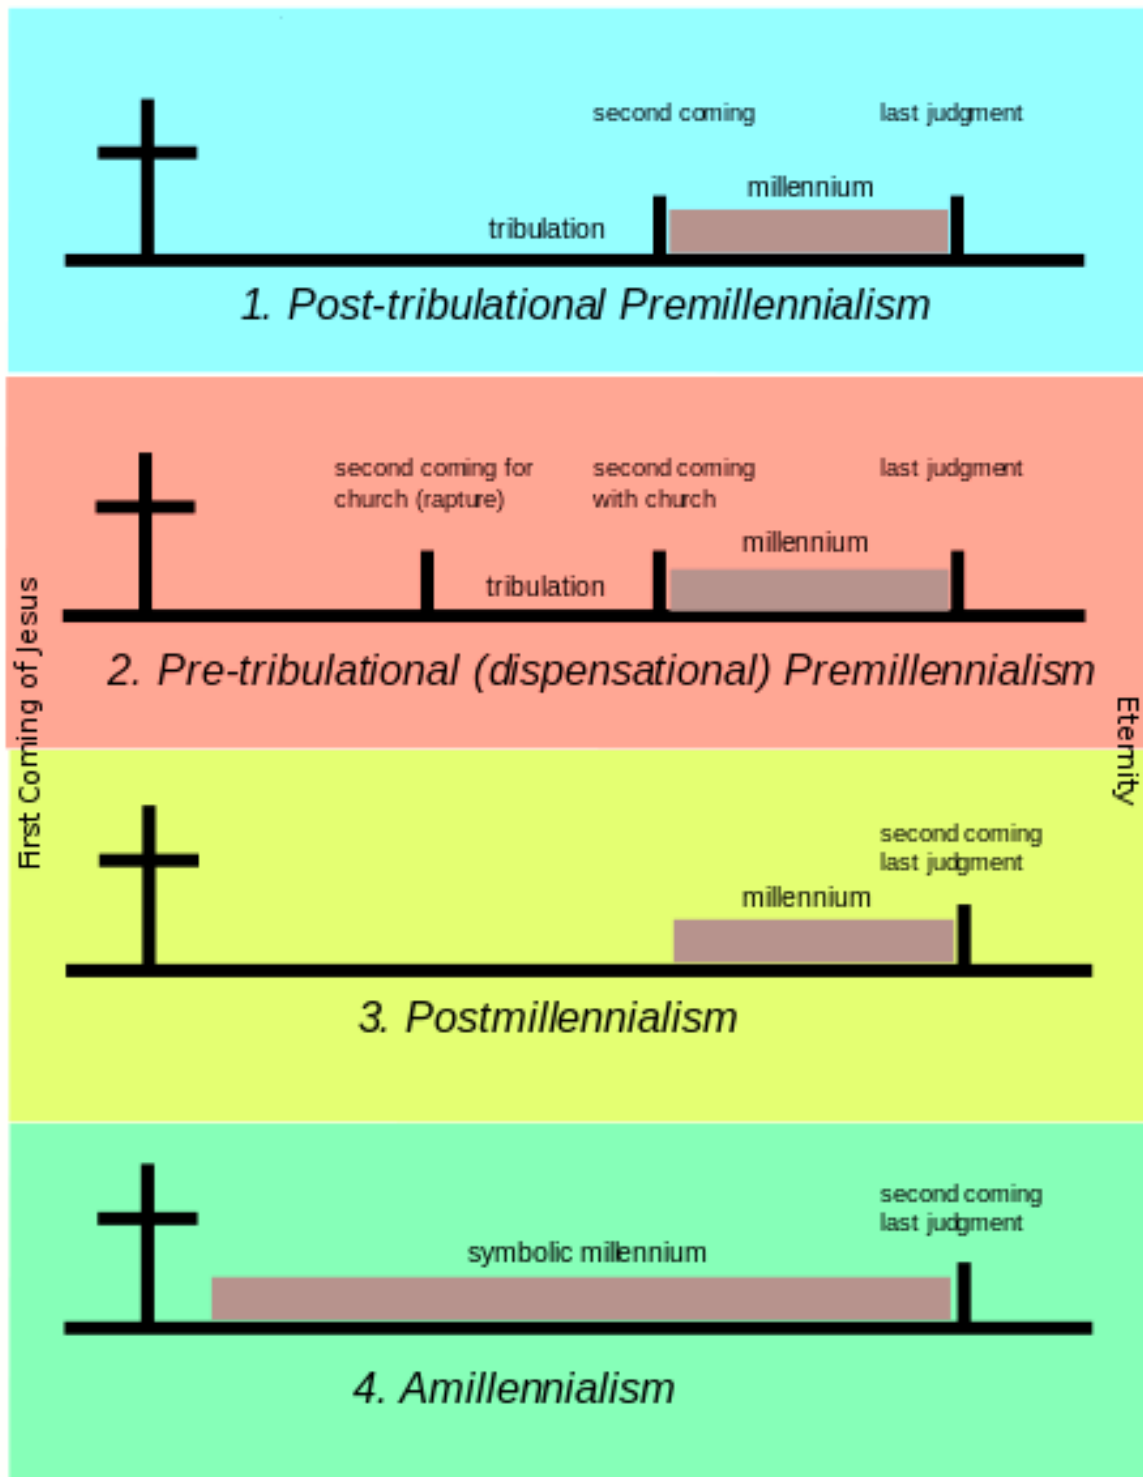 second coming
last judgment
millennium
tribulation
1. Post-tribulational Premillennialism
second coming for
church (rapture)
second coming
with church
last judgment
millennium
tribulation
2. Pre-tribulational (dispensational) Premillennialism
First Coming of Jesus
Eternity
second coming
last judgment
millennium
3. Postmillennialism
second coming
last judgment
symbolic millennium
4. Amillennialism